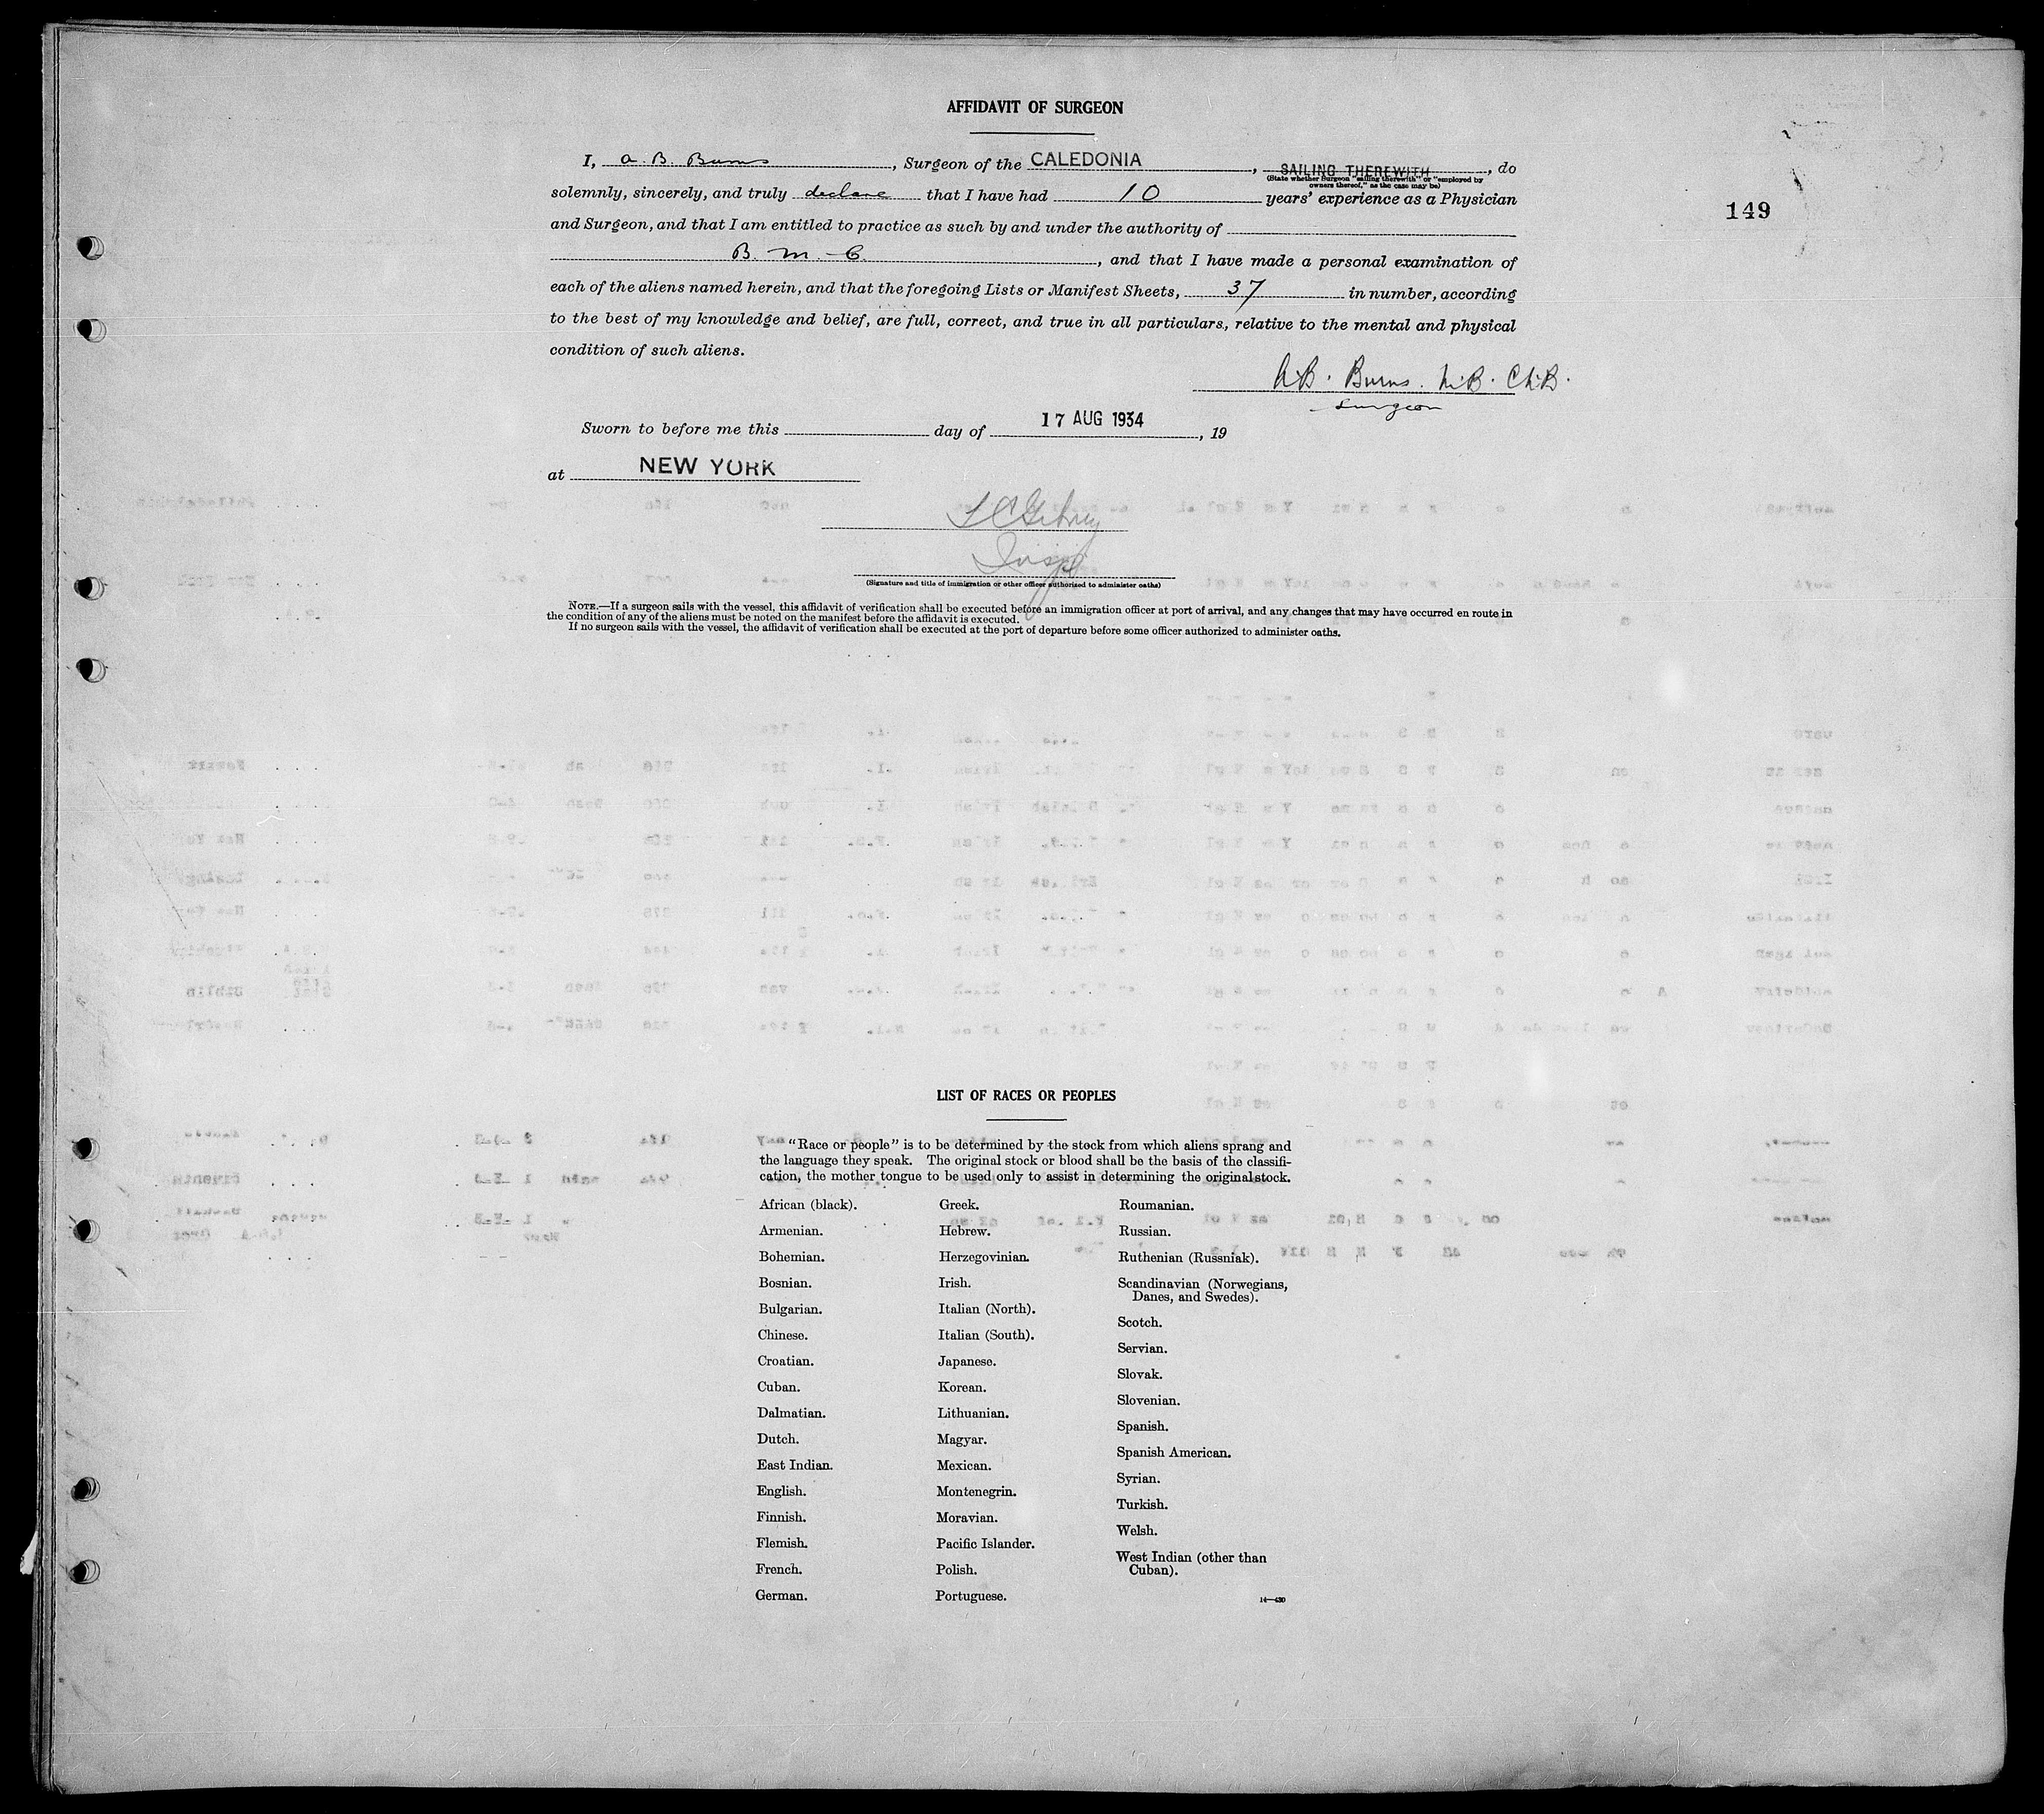 AFFIDAVIT OF SURGEON
I, A. B. Burns, Surgeon of the CALEDONIA, SAILING THEREWITH, do
(State whether Surgeon "sailing therewith" or "employed by
owners thereof," as the case may be)
solemnly, sincerely, and truly declare that I have had 10 years' experience as a Physician
149
and Surgeon, and that I am entitled to practice as such by and under the authority of
B. M. C., and that I have made a personal examination of
each of the aliens named herein, and that the foregoing Lists or Manifest Sheets, 37 in number, according
to the best of my knowledge and belief, are full, correct, and true in all particulars, relative to the mental and physical
condition of such aliens.
A.B. Burns. M.B. Ch.B.
Surgeon
Sworn to before me this day of 17 AUG 1934, 19
at NEW YORK
Insp
(Signature and title of immigration or other officer authorized to administer oaths)
NOTE.—If a surgeon sails with the vessel, this affidavit of verification shall be executed before an immigration officer at port of arrival, and any changes that may have occurred en route in
the condition of any of the aliens must be noted on the manifest before the affidavit is executed.
If no surgeon sails with the vessel, the affidavit of verification shall be executed at the port of departure before some officer authorized to administer oaths.
LIST OF RACES OR PEOPLES
"Race or people" is to be determined by the stock from which aliens sprang and
the language they speak. The original stock or blood shall be the basis of the classifi-
cation, the mother tongue to be used only to assist in determining the original stock.
African (black).
Armenian.
Bohemian.
Bosnian.
Bulgarian.
Chinese.
Croatian.
Cuban.
Dalmatian.
Dutch.
East Indian.
English.
Finnish.
Flemish.
French.
German.
Greek.
Hebrew.
Herzegovinian.
Irish.
Italian (North).
Italian (South).
Japanese.
Korean.
Lithuanian.
Magyar.
Mexican.
Montenegrin.
Moravian.
Pacific Islander.
Polish.
Portuguese.
Roumanian.
Russian.
Ruthenian (Russniak).
Scandinavian (Norwegians,
Danes, and Swedes).
Scotch.
Servian.
Slovak.
Slovenian.
Spanish.
Spanish American.
Syrian.
Turkish.
Welsh.
West Indian (other than
Cuban).
14—430